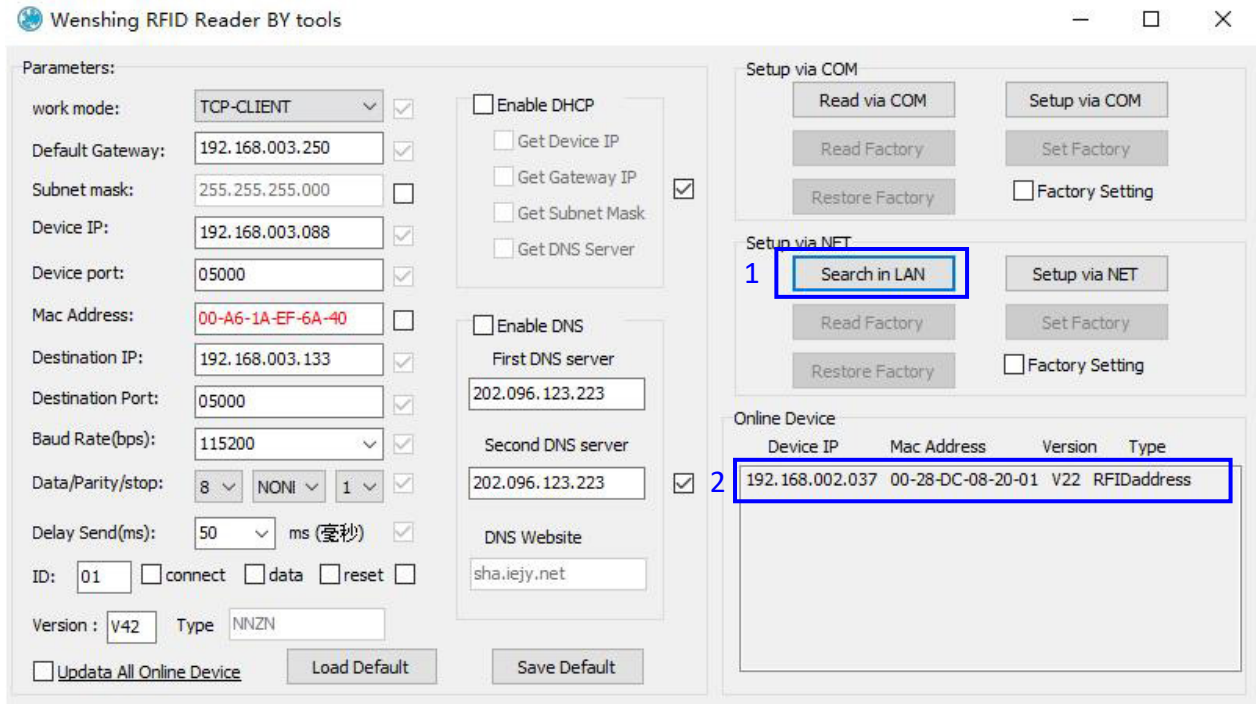 Wenshing RFID Reader BY tools
Parameters:
work mode: TCP-CLIENT
Default Gateway: 192.168.003.250
Subnet mask: 255.255.255.000
Device IP: 192.168.003.088
Device port: 05000
Mac Address: 00-A6-1A-EF-6A-40
Destination IP: 192.168.003.133
Destination Port: 05000
Baud Rate(bps): 115200
Data/Parity/stop: 8 NONI 1
Delay Send(ms): 50 ms (毫秒)
ID: 01 connect data reset
Version : V42 Type NNZN
Updata All Online Device Load Default Save Default
Enable DHCP
Get Device IP
Get Gateway IP
Get Subnet Mask
Get DNS Server
Enable DNS
First DNS server
202.096.123.223
Second DNS server
202.096.123.223
DNS Website
sha.iejy.net
Setup via COM
Read via COM Setup via COM
Read Factory Set Factory
Restore Factory Factory Setting
Setup via NET
1 Search in LAN Setup via NET
Read Factory Set Factory
Restore Factory Factory Setting
Online Device
Device IP Mac Address Version Type
2 192.168.002.037 00-28-DC-08-20-01 V22 RFIDaddress